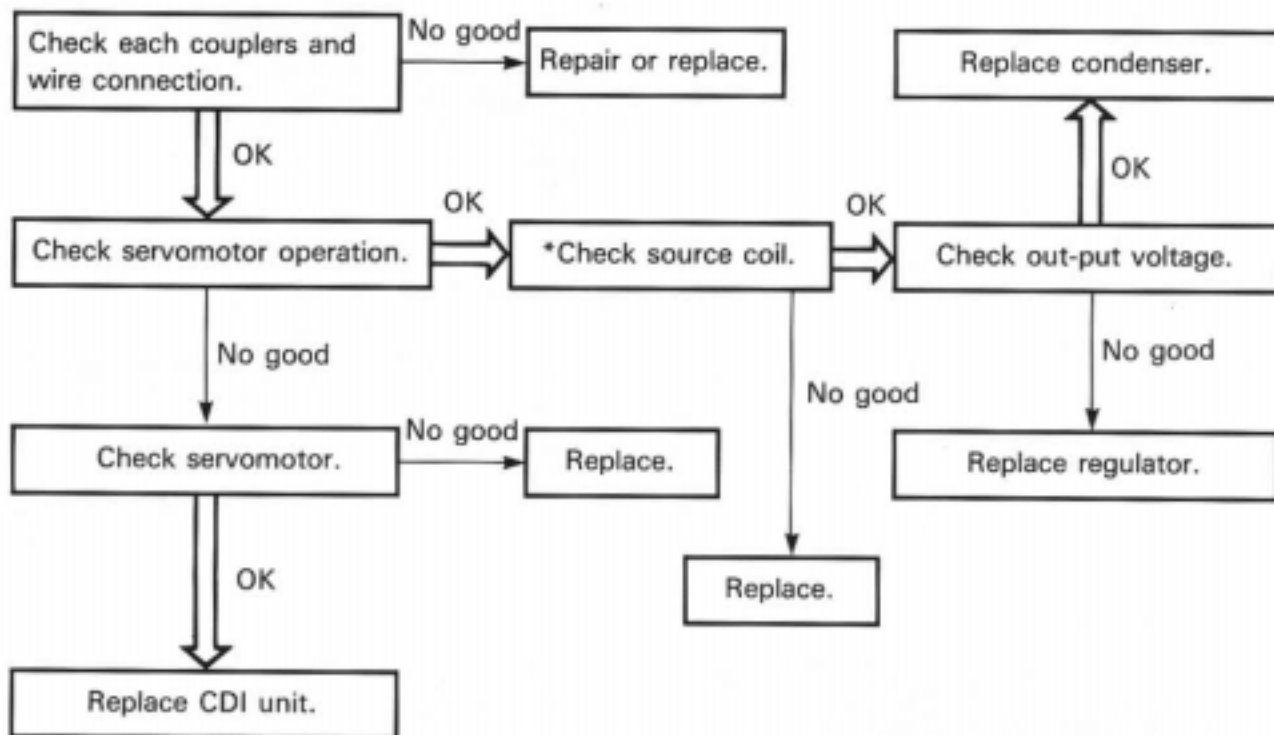 Check each couplers and
wire connection.
No good
Repair or replace.
Replace condenser.
OK
OK
Check servomotor operation.
OK
*Check source coil.
OK
Check out-put voltage.
No good
No good
No good
Check servomotor.
No good
Replace.
Replace regulator.
OK
Replace.
Replace CDI unit.